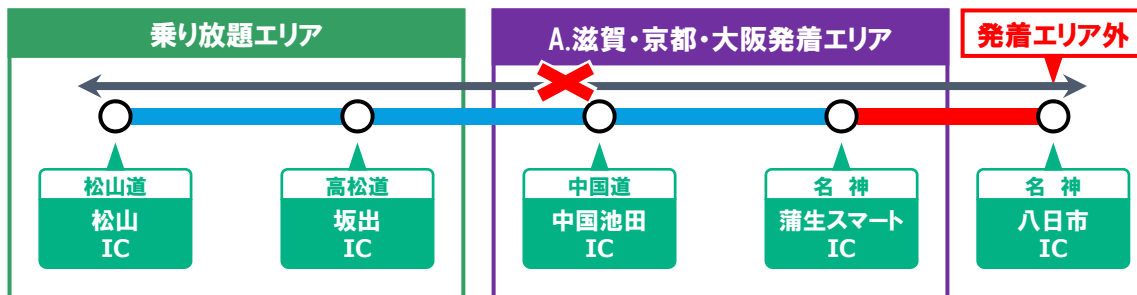 乗り放題エリア
A.滋賀・京都・大阪発着エリア
発着エリア外
松山道
松山
IC
高松道
坂出
IC
中国道
中国池田
IC
名神
蒲生スマート
IC
名神
八日市
IC